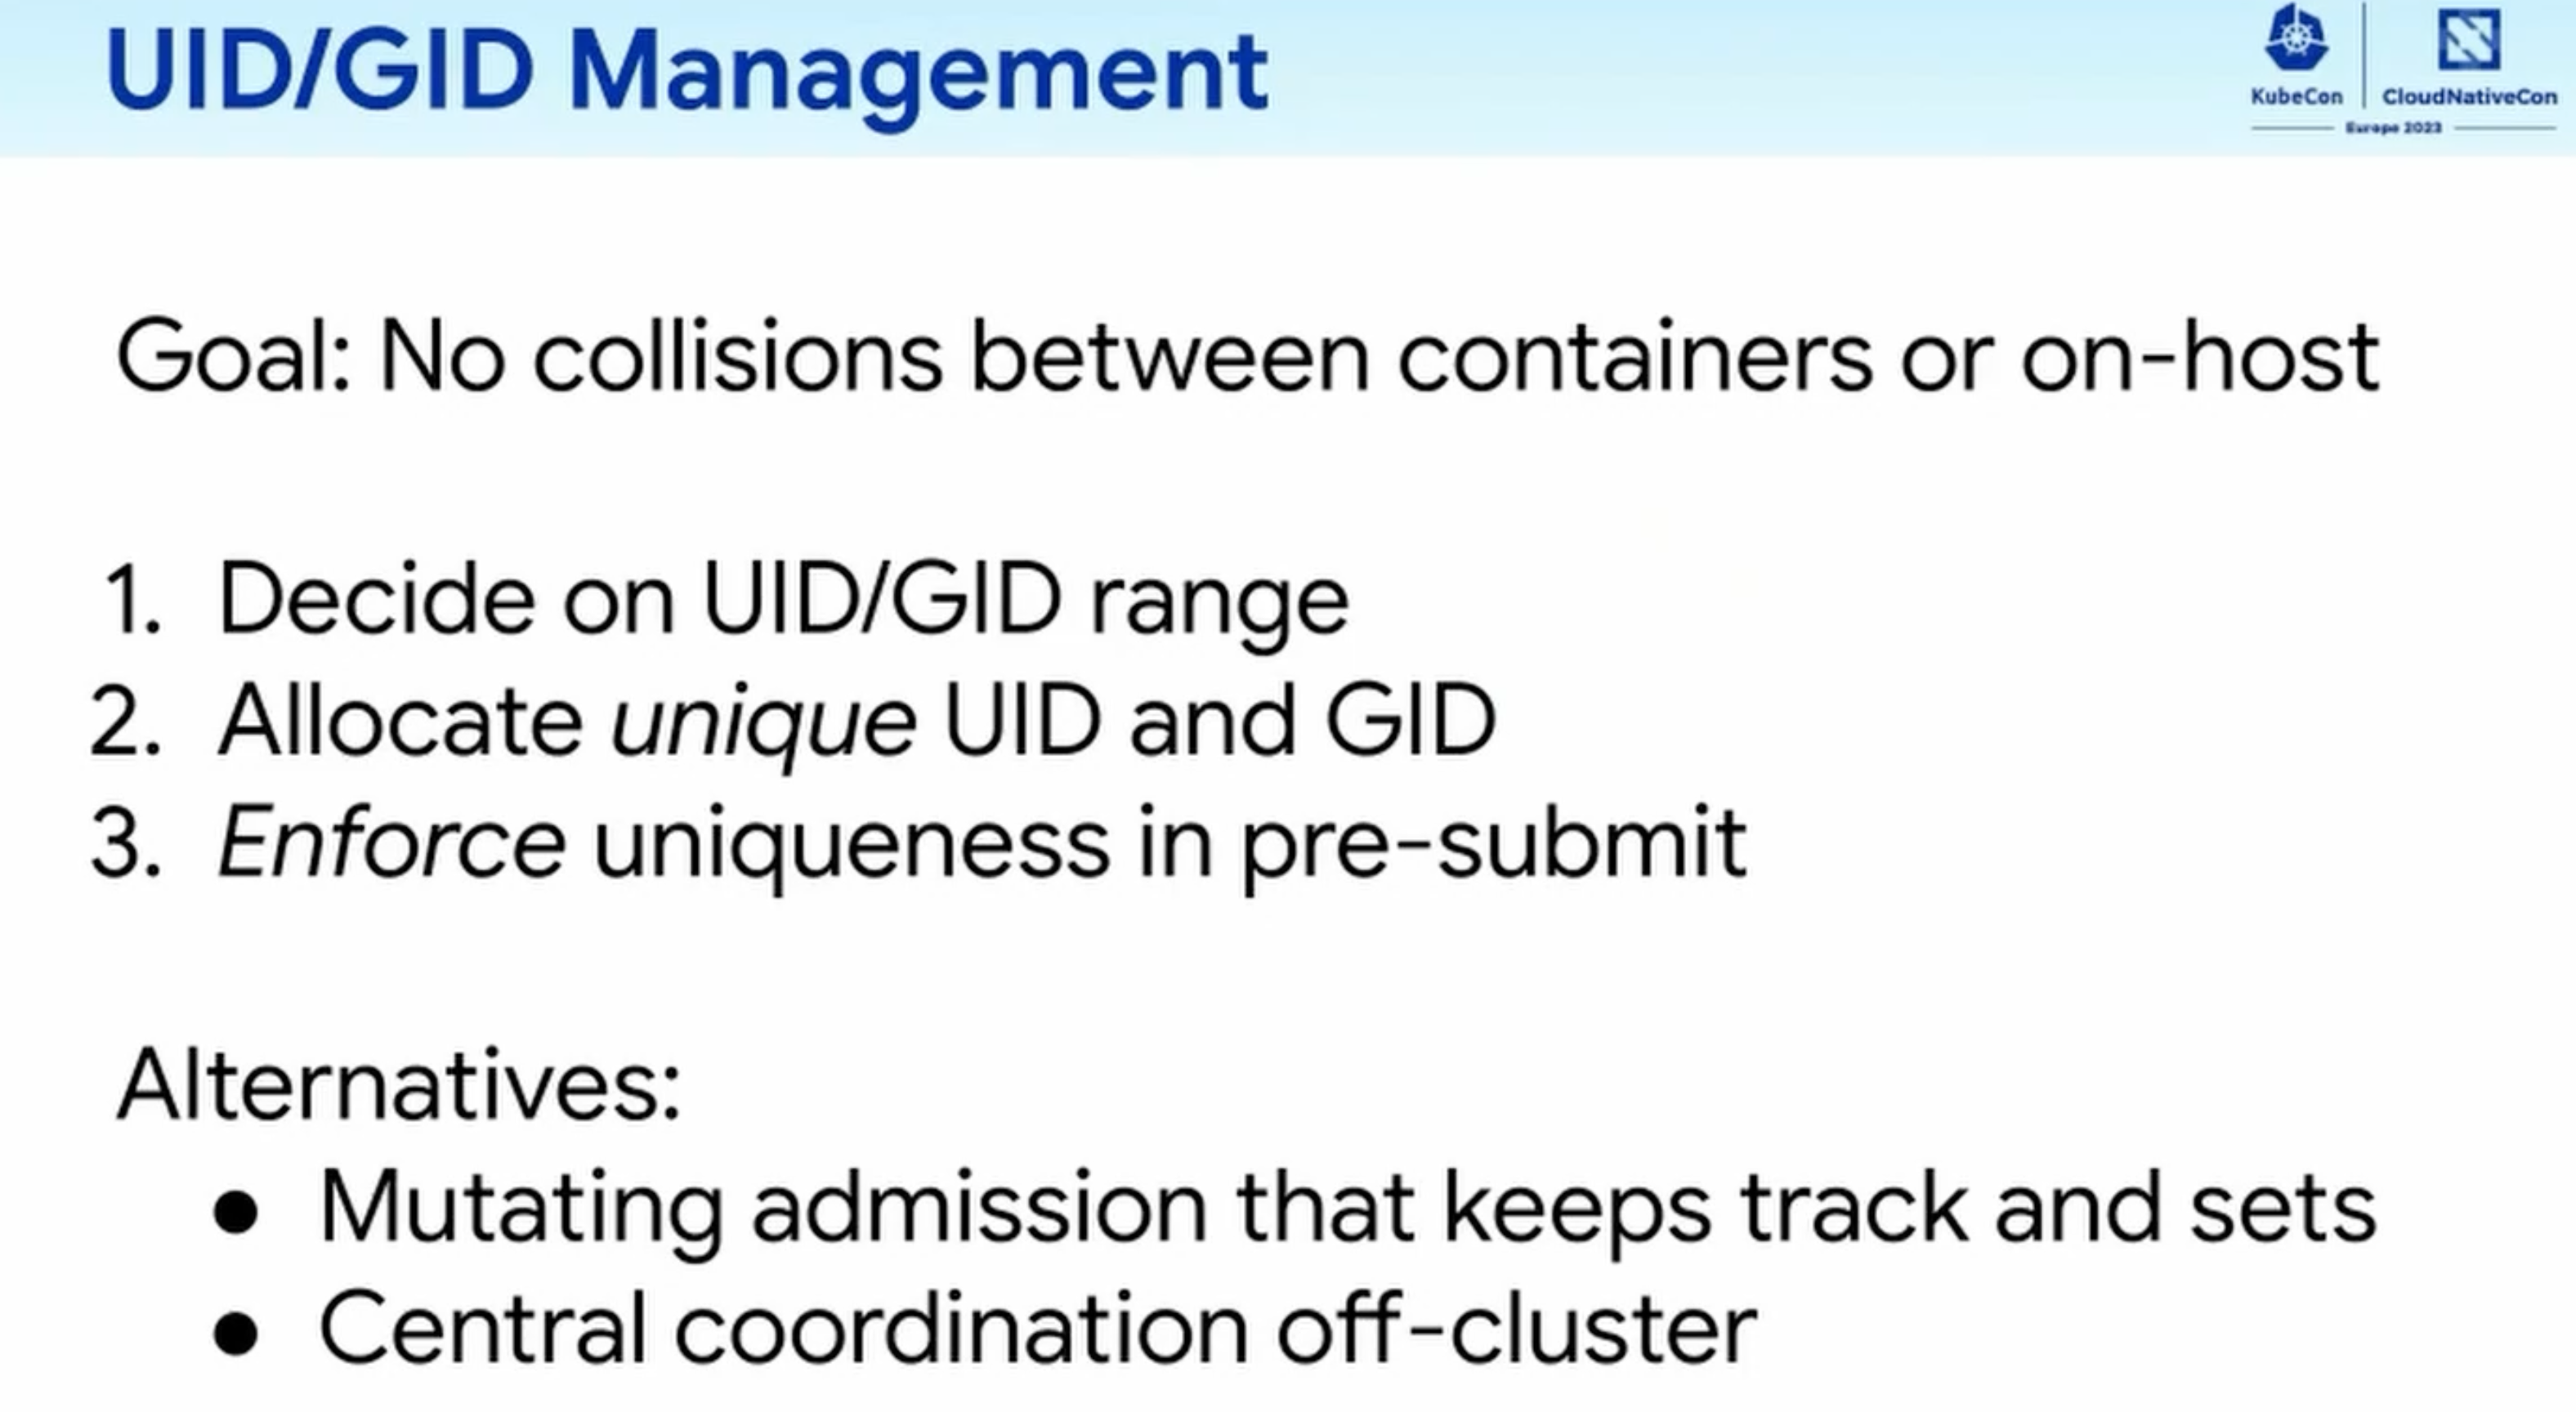 UID/GID Management
KubeCon
CloudNativeCon
Europe 2023
Goal: No collisions between containers or on-host
1. Decide on UID/GID range
2. Allocate unique UID and GID
3. Enforce uniqueness in pre-submit
Alternatives:
● Mutating admission that keeps track and sets
● Central coordination off-cluster